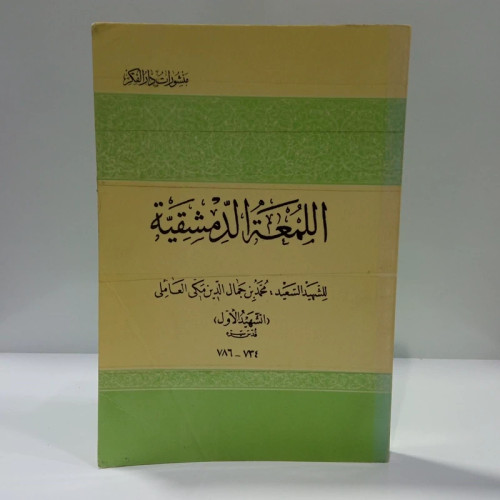 منشورات دار الفكر
اللمعة الدمشقية
للشهيد السعيد : محمد بن جمال الدين مكي العاملي
(الشهيد الأول)
قدس سره
٧٣٤ - ٧٨٦